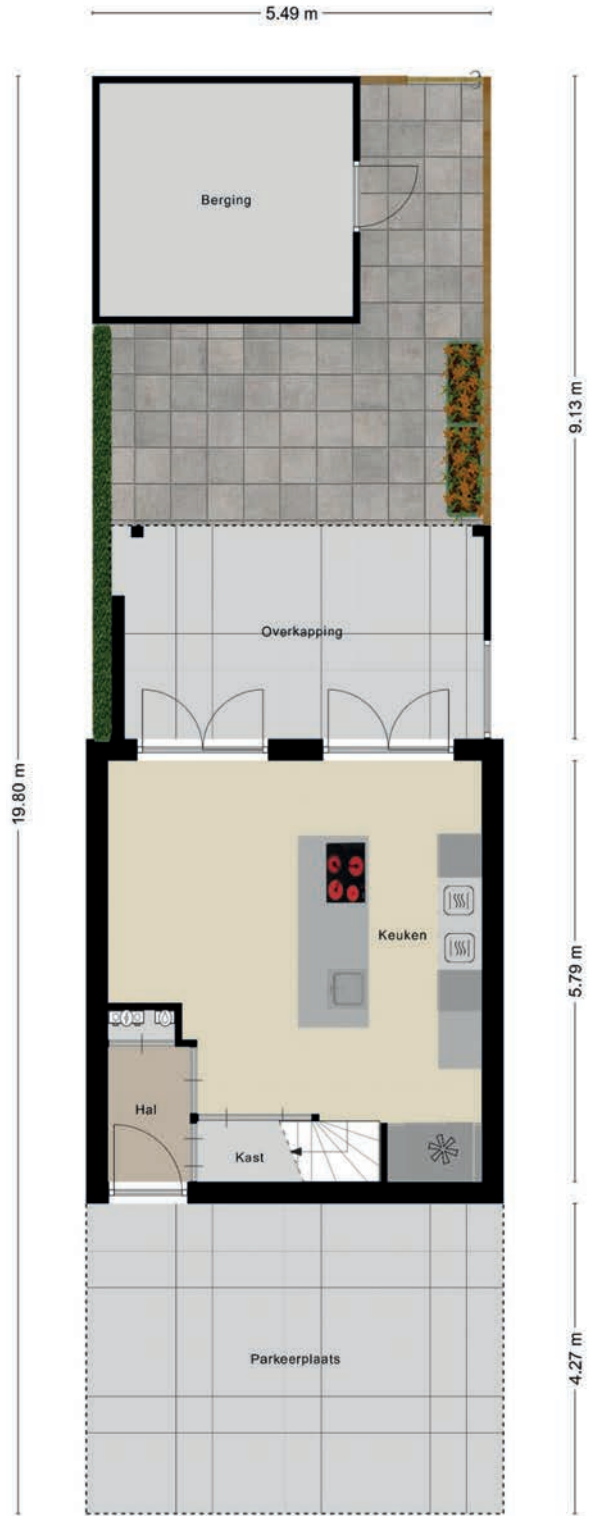 5.49 m
Berging
9.13 m
Overkapping
19.80 m
Keuken
5.79 m
Hal
Kast
Parkeerplaats
4.27 m